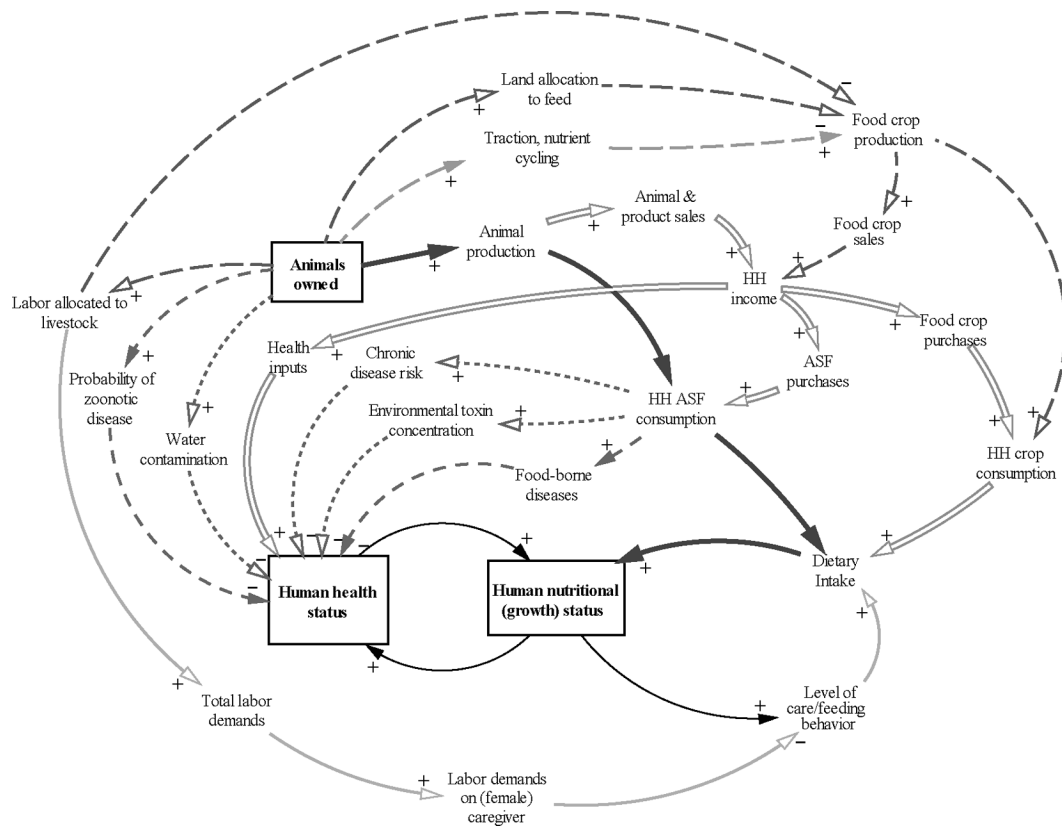 Land allocation
to feed
+
−
Food crop
production
−
Traction, nutrient
cycling
+
+
Animal &
product sales
+
+
Food crop
sales
Animal
production
+
+
+
Animals
owned
HH
income
Labor allocated to
livestock
+
+
Food crop
purchases
+
Health
inputs
+
Chronic
disease risk
+
ASF
purchases
+
Probability of
zoonotic
disease
+
HH ASF
consumption
+
Environmental toxin
concentration
+
Water
contamination
+
+
+
HH crop
consumption
Food-borne
diseases
+
+
−
−
−
+
+
Dietary
Intake
−
−
Human health
status
Human nutritional
(growth) status
+
+
+
Level of
care/feeding
behavior
+
−
Total labor
demands
+
Labor demands
on (female)
caregiver
+